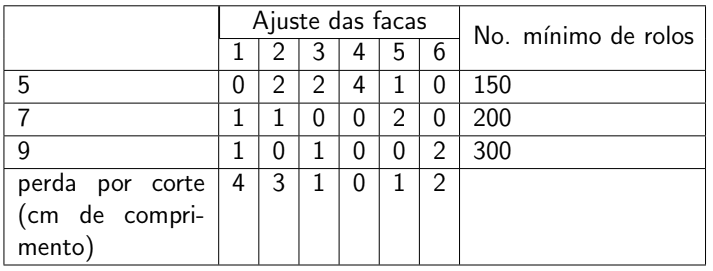 Ajuste das facas No. mínimo de rolos
1 2 3 4 5 6
5 0 2 2 4 1 0 150
7 1 1 0 0 2 0 200
9 1 0 1 0 0 2 300
perda por corte 4 3 1 0 1 2
(cm de compri-
mento)